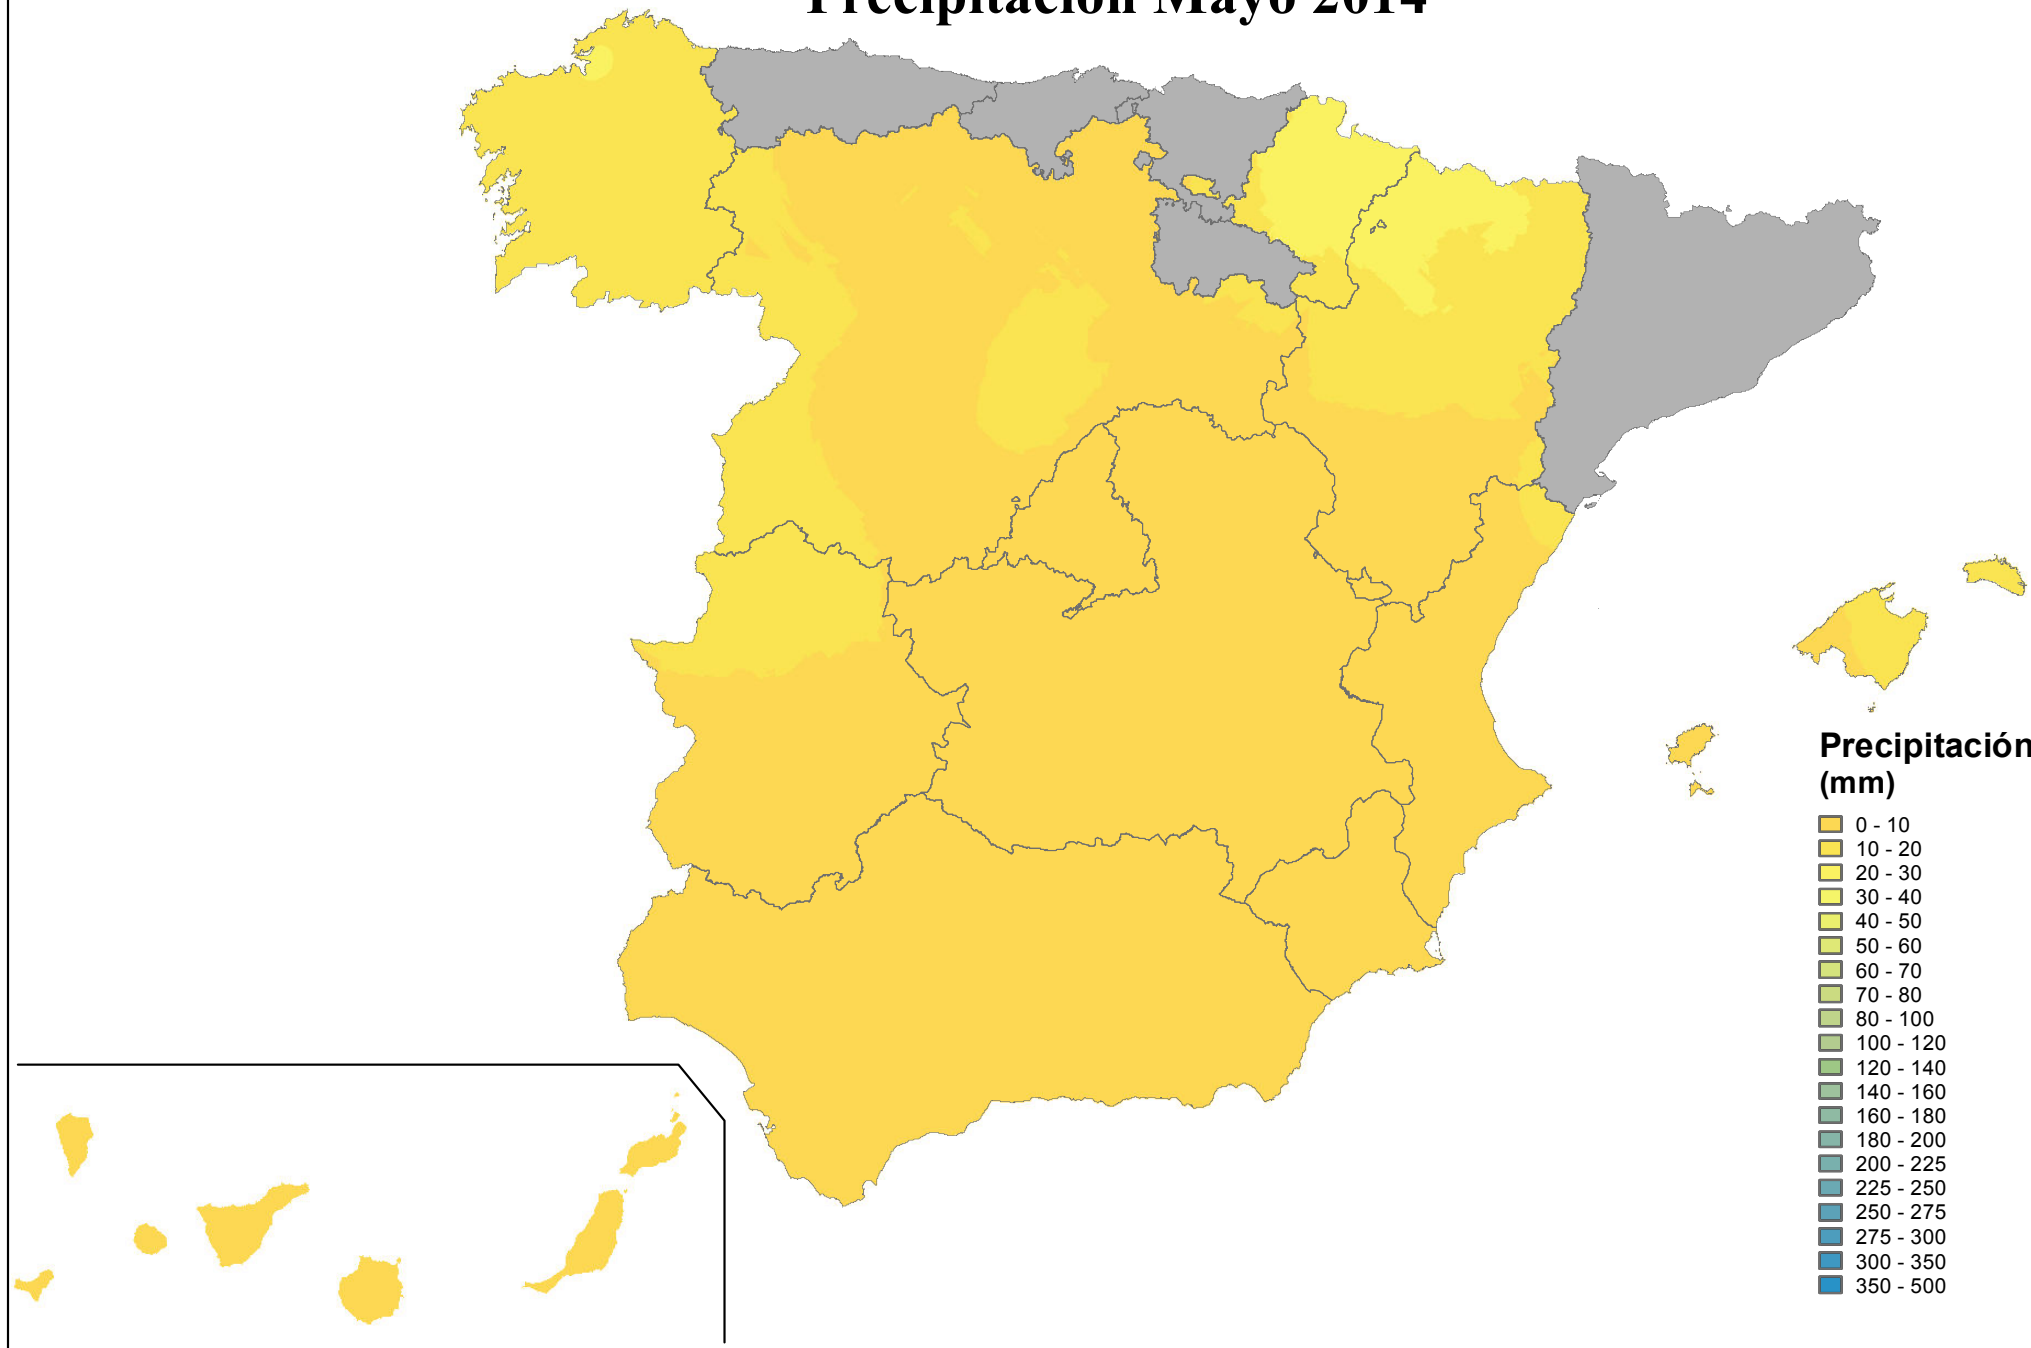 Precipitación Mayo 2014
Precipitación
(mm)
0 - 10
10 - 20
20 - 30
30 - 40
40 - 50
50 - 60
60 - 70
70 - 80
80 - 100
100 - 120
120 - 140
140 - 160
160 - 180
180 - 200
200 - 225
225 - 250
250 - 275
275 - 300
300 - 350
350 - 500